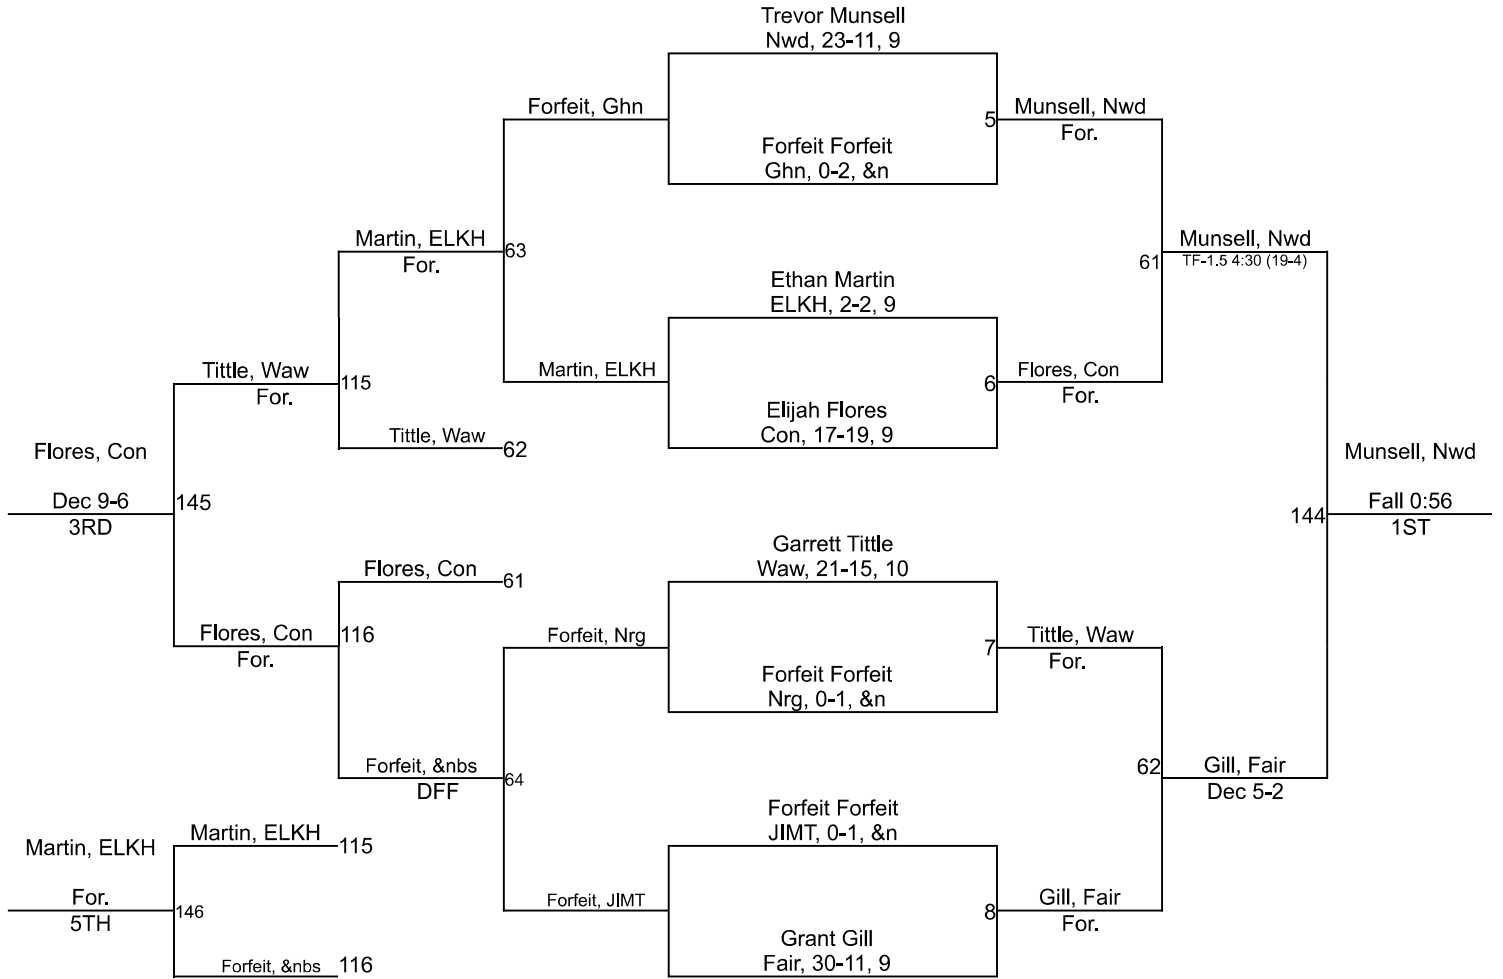 Trevor Munsell
Nwd, 23-11, 9
Forfeit, Ghn
5
Munsell, Nwd
For.
Forfeit Forfeit
Ghn, 0-2, &n
Martin, ELKH
For.
63
61
Munsell, Nwd
TF-1.5 4:30 (19-4)
Ethan Martin
ELKH, 2-2, 9
Tittle, Waw
For.
115
Martin, ELKH
6
Flores, Con
For.
Elijah Flores
Con, 17-19, 9
Tittle, Waw
62
Flores, Con
Dec 9-6
3RD
145
144
Munsell, Nwd
Fall 0:56
1ST
Garrett Tittle
Waw, 21-15, 10
Flores, Con
61
Flores, Con
For.
116
Forfeit, Nrg
7
Tittle, Waw
For.
Forfeit Forfeit
Nrg, 0-1, &n
Forfeit, &nbs
DFF
64
62
Gill, Fair
Dec 5-2
Forfeit Forfeit
JIMT, 0-1, &n
Martin, ELKH
115
Martin, ELKH
For.
5TH
146
Forfeit, JIMT
8
Gill, Fair
For.
Grant Gill
Fair, 30-11, 9
Forfeit, &nbs
116